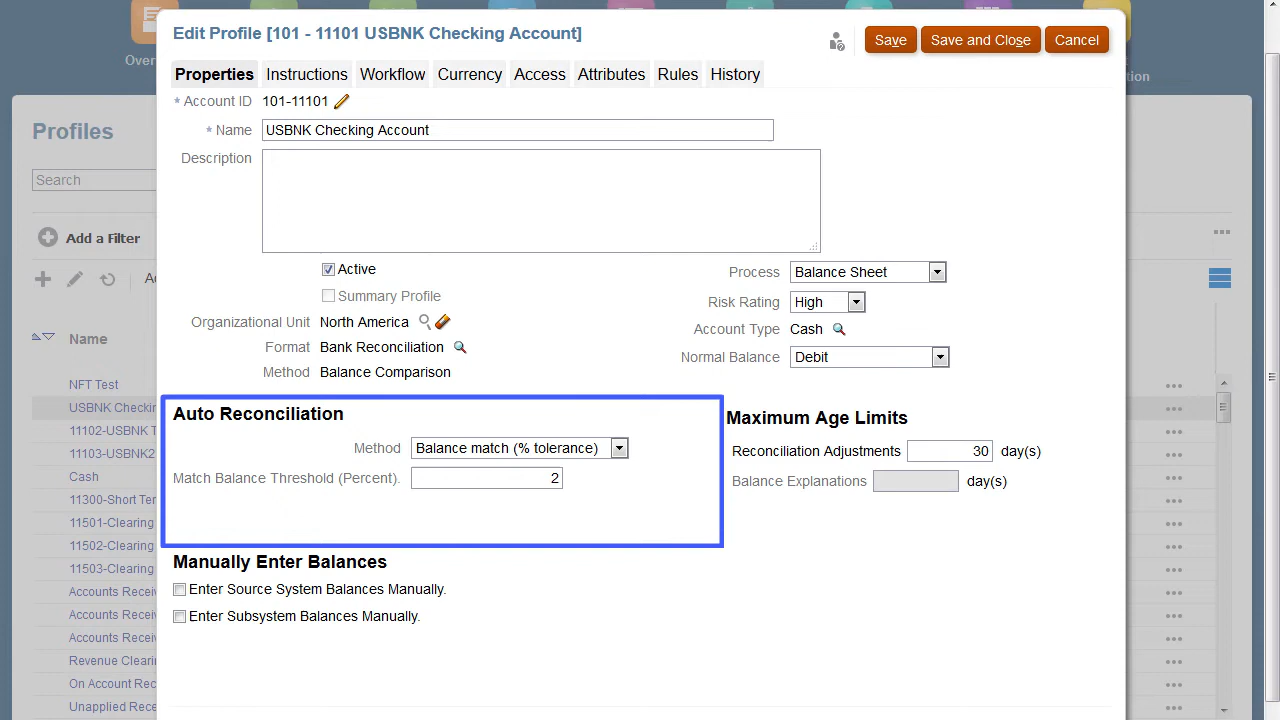 Over
tion
Edit Profile [101 - 11101 USBNK Checking Account]
Save
Save and Close
Cancel
Properties
Instructions
Workflow
Currency
Access
Attributes
Rules
History
* Account ID 101-11101
* Name USBNK Checking Account
Description
Active
Summary Profile
Organizational Unit North America
Format Bank Reconciliation
Method Balance Comparison
Process Balance Sheet
Risk Rating High
Account Type Cash
Normal Balance Debit
Auto Reconciliation
Method Balance match (% tolerance)
Match Balance Threshold (Percent). 2
Maximum Age Limits
Reconciliation Adjustments 30 day(s)
Balance Explanations day(s)
Manually Enter Balances
Enter Source System Balances Manually.
Enter Subsystem Balances Manually.
Profiles
Search
Add a Filter
Ac
Name
NFT Test
USBNK Checkin
11102-USBNK T
11103-USBNK2
Cash
11300-Short Ter
11501-Clearing
11502-Clearing
11503-Clearing
Accounts Receiv
Accounts Receiv
Accounts Receiv
Revenue Clearin
On Account Rec
Unapplied Rece